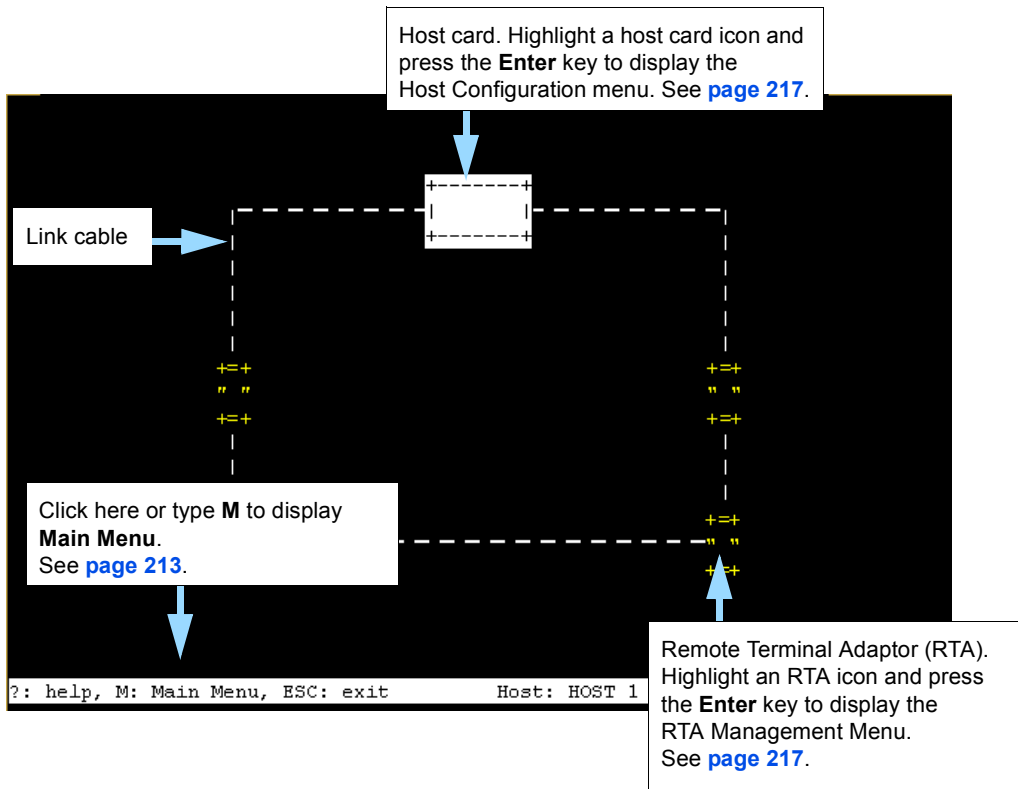 Host card. Highlight a host card icon and
press the Enter key to display the
Host Configuration menu. See page 217.
Link cable
Click here or type M to display
Main Menu.
See page 213.
?: help, M: Main Menu, ESC: exit Host: HOST 1
Remote Terminal Adaptor (RTA).
Highlight an RTA icon and press
the Enter key to display the
RTA Management Menu.
See page 217.